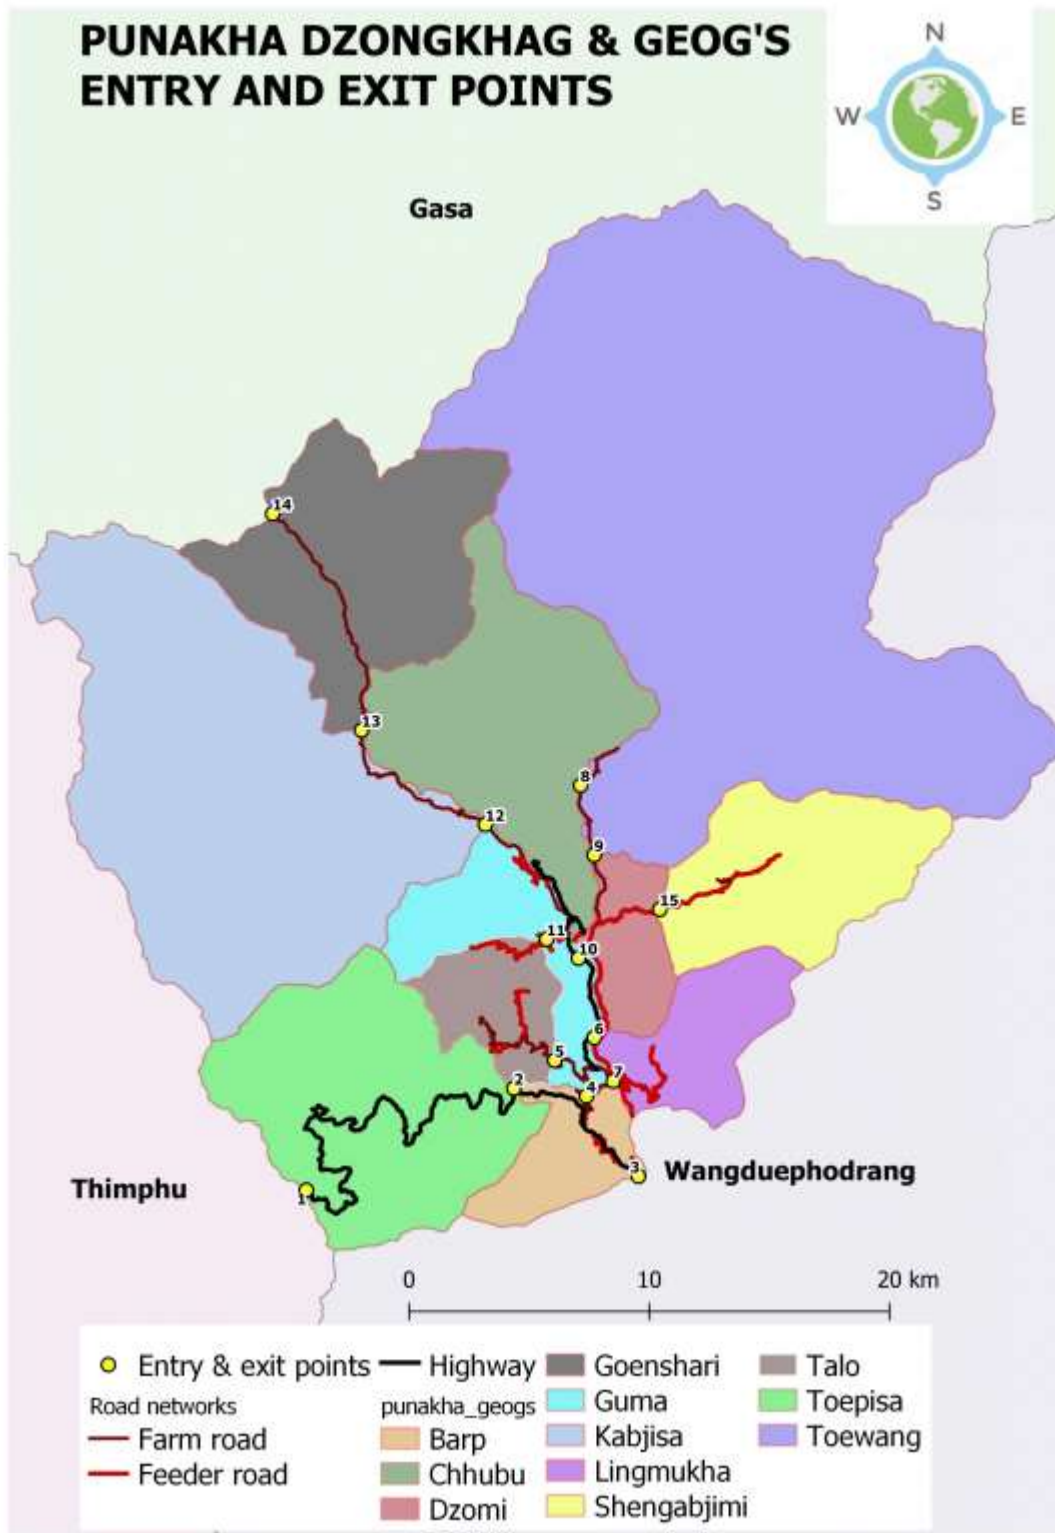 PUNAKHA DZONGKHAG & GEOG'S
ENTRY AND EXIT POINTS
N
W
E
S
Gasa
14
13
8
12
9
15
11
10
6
5
7
2
4
3
Wangduephodrang
Thimphu
1
0 10 20 km
Entry & exit points
Road networks
Farm road
Feeder road
Highway
punakha_geogs
Barp
Chhubu
Dzomi
Goenshari
Guma
Kabjisa
Lingmukha
Shengabjimi
Talo
Toepisa
Toewang